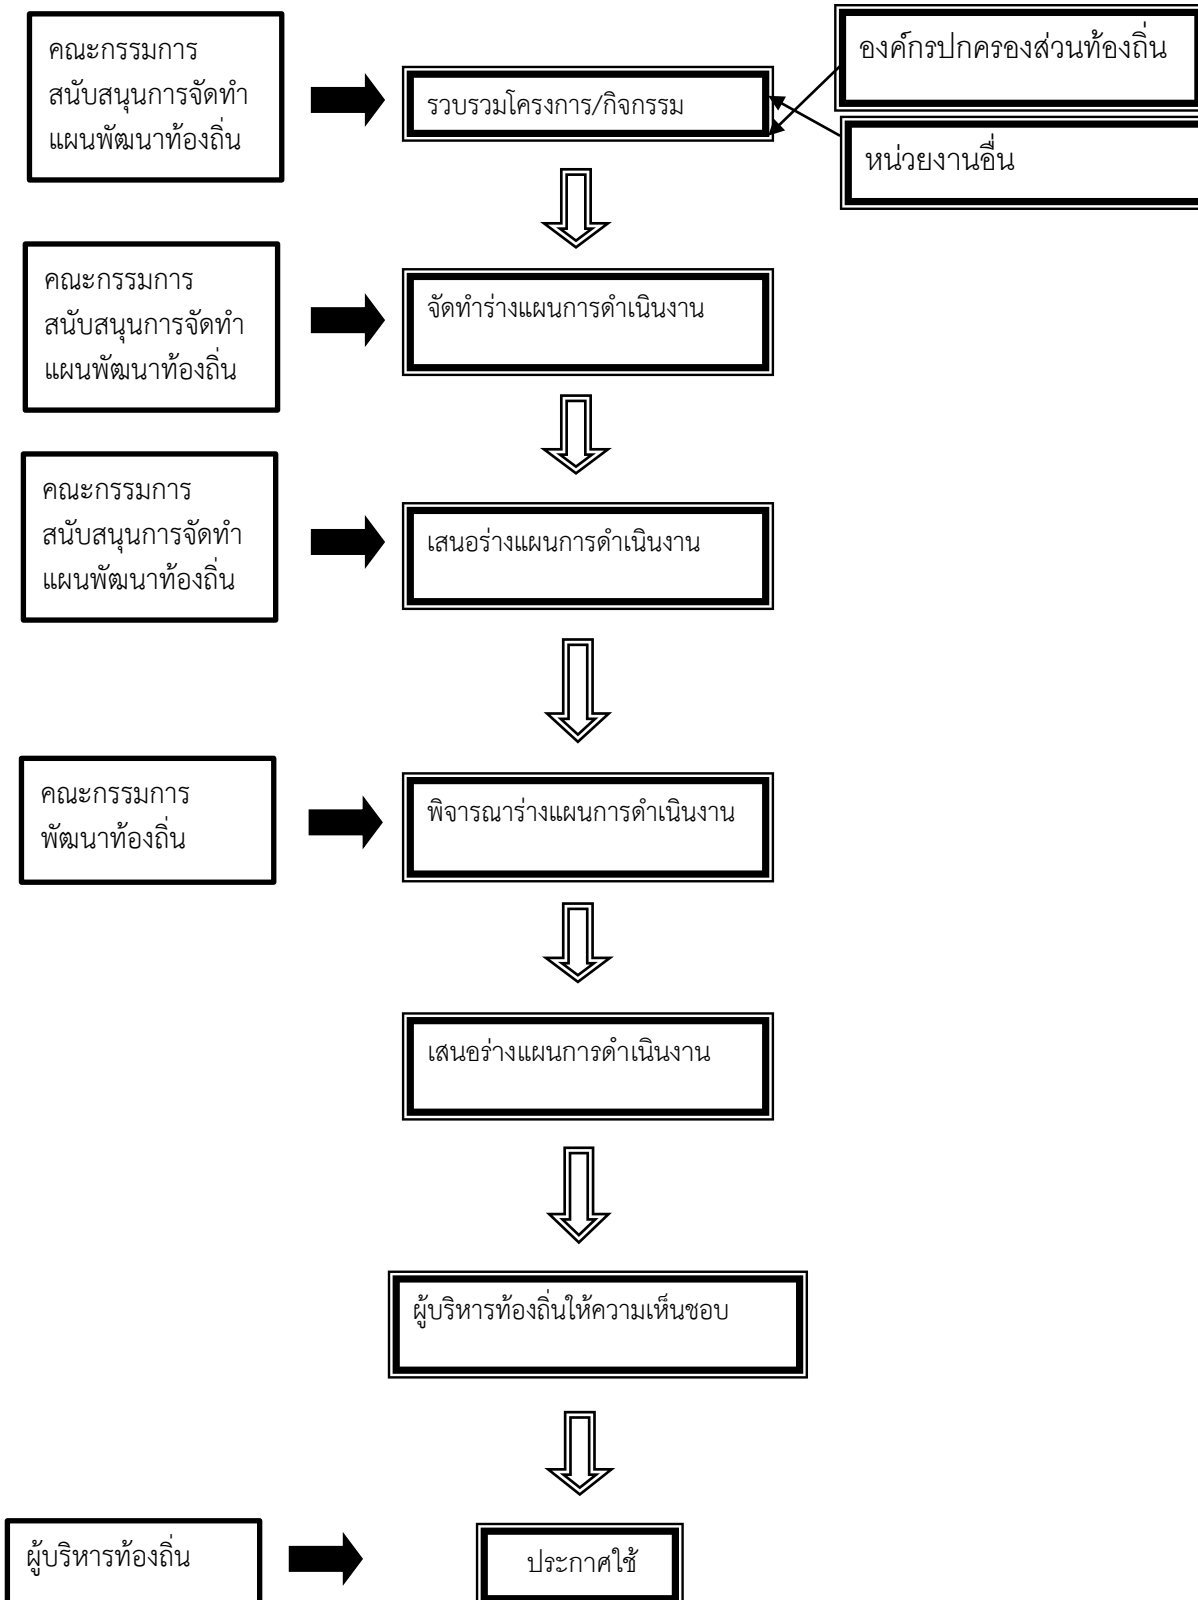 คณะกรรมการ
สนับสนุนการจัดทำ
แผนพัฒนาท้องถิ่น
รวบรวมโครงการ/กิจกรรม
องค์กรปกครองส่วนท้องถิ่น
หน่วยงานอื่น
คณะกรรมการ
สนับสนุนการจัดทำ
แผนพัฒนาท้องถิ่น
จัดทำร่างแผนการดำเนินงาน
คณะกรรมการ
สนับสนุนการจัดทำ
แผนพัฒนาท้องถิ่น
เสนอร่างแผนการดำเนินงาน
คณะกรรมการ
พัฒนาท้องถิ่น
พิจารณาร่างแผนการดำเนินงาน
เสนอร่างแผนการดำเนินงาน
ผู้บริหารท้องถิ่นให้ความเห็นชอบ
ผู้บริหารท้องถิ่น
ประกาศใช้